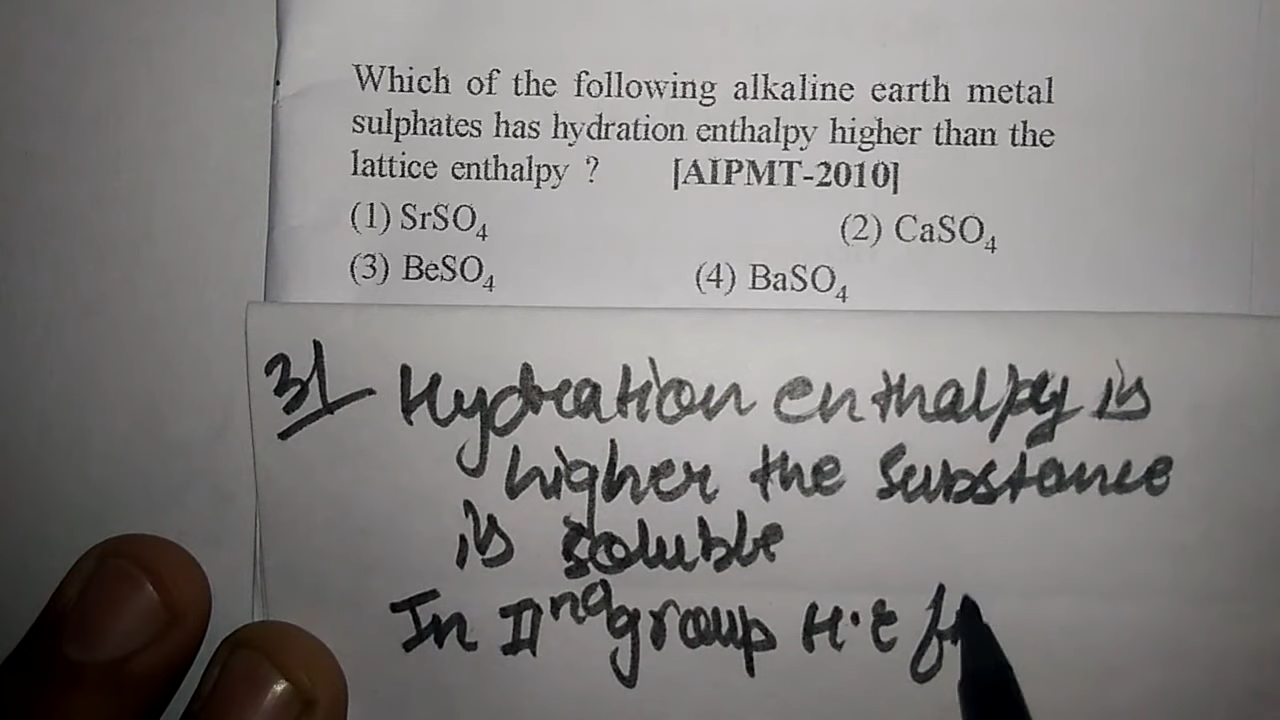 Which of the following alkaline earth metal
sulphates has hydration enthalpy higher than the
lattice enthalpy ? [AIPMT-2010]
(1) SrSO₄ (2) CaSO₄
(3) BeSO₄ (4) BaSO₄
31 Hydration enthalpy is
higher the substance
is soluble
In IInd group H.E